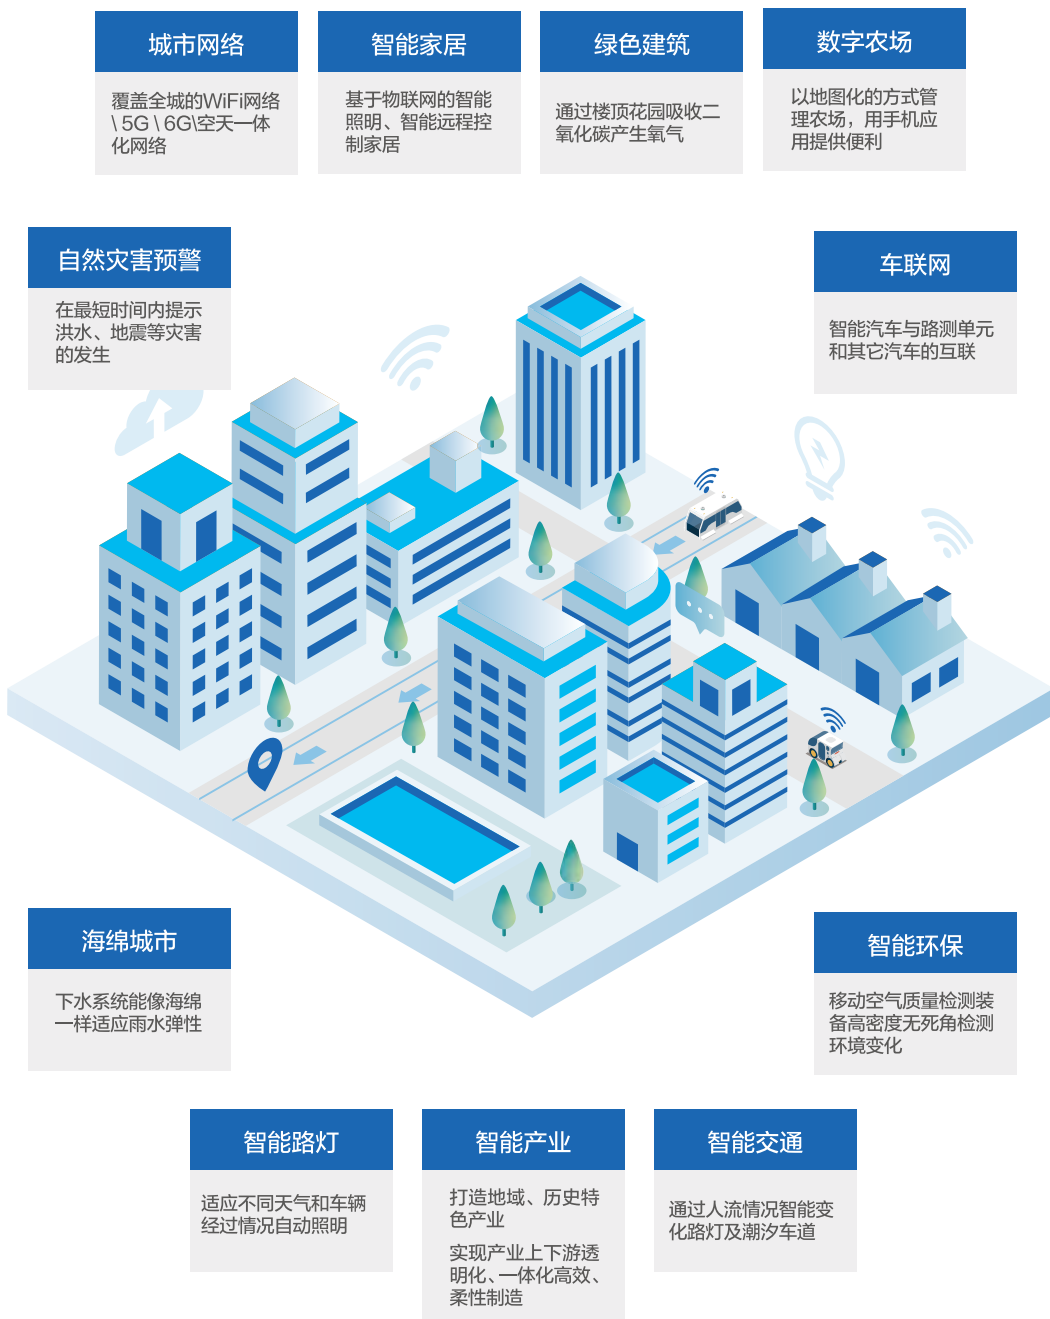 城市网络
覆盖全城的WiFi网络
\ 5G \ 6G\空天一体
化网络
智能家居
基于物联网的智能
照明、智能远程控
制家居
绿色建筑
通过楼顶花园吸收二
氧化碳产生氧气
数字农场
以地图化的方式管
理农场，用手机应
用提供便利
自然灾害预警
在最短时间内提示
洪水、地震等灾害
的发生
车联网
智能汽车与路测单元
和其它汽车的互联
海绵城市
下水系统能像海绵
一样适应雨水弹性
智能环保
移动空气质量检测装
备高密度无死角检测
环境变化
智能路灯
适应不同天气和车辆
经过情况自动照明
智能产业
打造地域、历史特
色产业
实现产业上下游透
明化、一体化高效、
柔性制造
智能交通
通过人流情况智能变
化路灯及潮汐车道